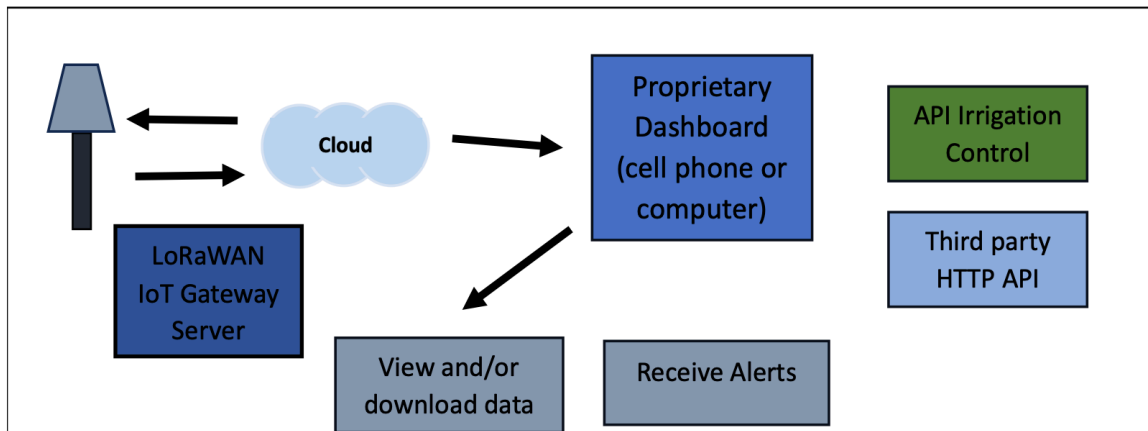 Cloud
Proprietary
Dashboard
(cell phone or
computer)
API Irrigation
Control
Third party
HTTP API
LoRaWAN
IoT Gateway
Server
View and/or
download data
Receive Alerts